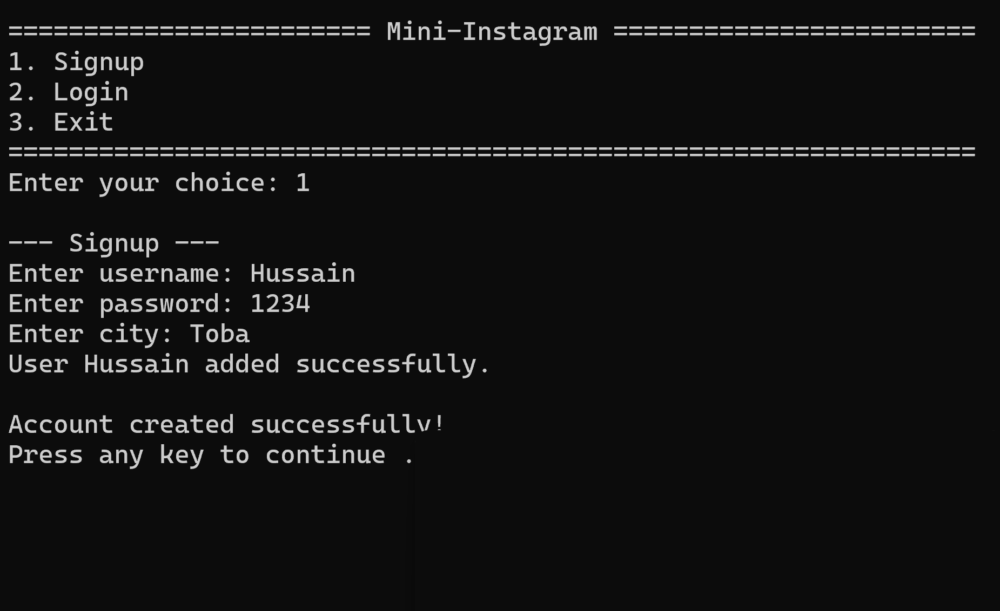 ======================== Mini-Instagram ========================
1. Signup
2. Login
3. Exit
================================================================
Enter your choice: 1
--- Signup ---
Enter username: Hussain
Enter password: 1234
Enter city: Toba
User Hussain added successfully.
Account created successfully!
Press any key to continue .